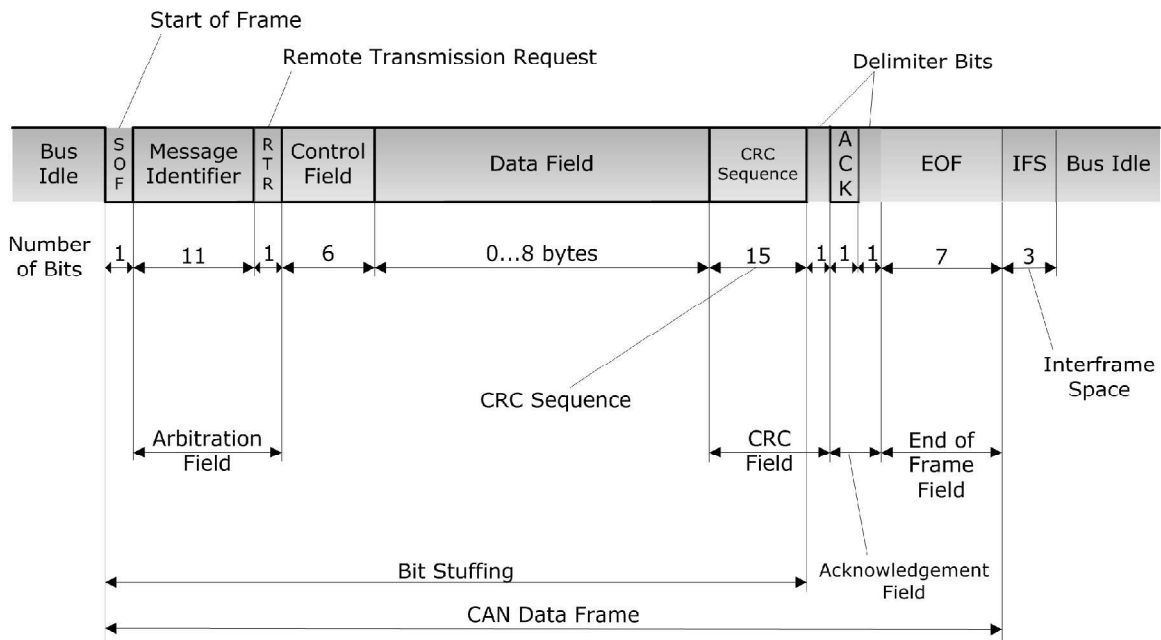 Start of Frame
Remote Transmission Request
Delimiter Bits
Bus
Idle
SOF
Message
Identifier
RTR
Control
Field
Data Field
CRC
Sequence
ACK
EOF
IFS
Bus Idle
Number
of Bits
1
11
1
6
0...8 bytes
15
1
1
1
7
3
Interframe
Space
CRC Sequence
Arbitration
Field
CRC
Field
End of
Frame
Field
Bit Stuffing
Acknowledgement
Field
CAN Data Frame